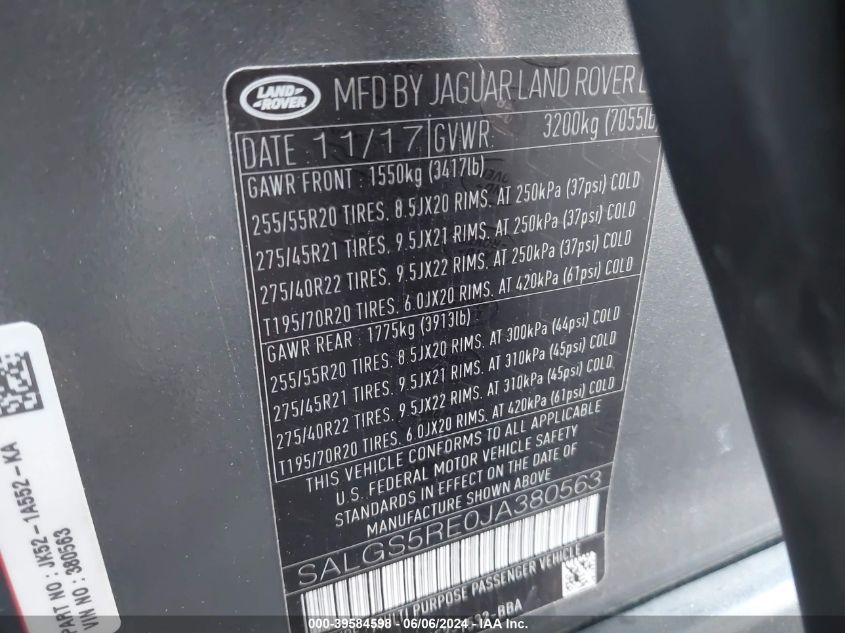 LAND-
-ROVER
MFD BY JAGUAR LAND ROVER
DATE 11/17 GVWR: 3200kg (7055lb)
GAWR FRONT : 1550kg (3417lb)
255/55R20 TIRES. 8.5JX20 RIMS. AT 250kPa (37psi) COLD
275/45R21 TIRES. 9.5JX21 RIMS. AT 250kPa (37psi) COLD
275/40R22 TIRES. 9.5JX22 RIMS. AT 250kPa (37psi) COLD
T195/70R20 TIRES. 6.0JX20 RIMS. AT 420kPa (61psi) COLD
GAWR REAR : 1775kg (3913lb)
255/55R20 TIRES. 8.5JX20 RIMS. AT 300kPa (44psi) COLD
275/45R21 TIRES. 9.5JX21 RIMS. AT 310kPa (45psi) COLD
275/40R22 TIRES. 9.5JX22 RIMS. AT 310kPa (45psi) COLD
T195/70R20 TIRES. 6.0JX20 RIMS. AT 420kPa (61psi) COLD
THIS VEHICLE CONFORMS TO ALL APPLICABLE
U.S. FEDERAL MOTOR VEHICLE SAFETY
STANDARDS IN EFFECT ON THE DATE OF
MANUFACTURE SHOWN ABOVE
SALGS5RE0JA380563
PURPOSE PASSENGER VEHICLE
-BBA
PART NO : JK52 - 1A552 - KA
VIN NO : 380563
000-39584598 - 06/06/2024 - IAA Inc.